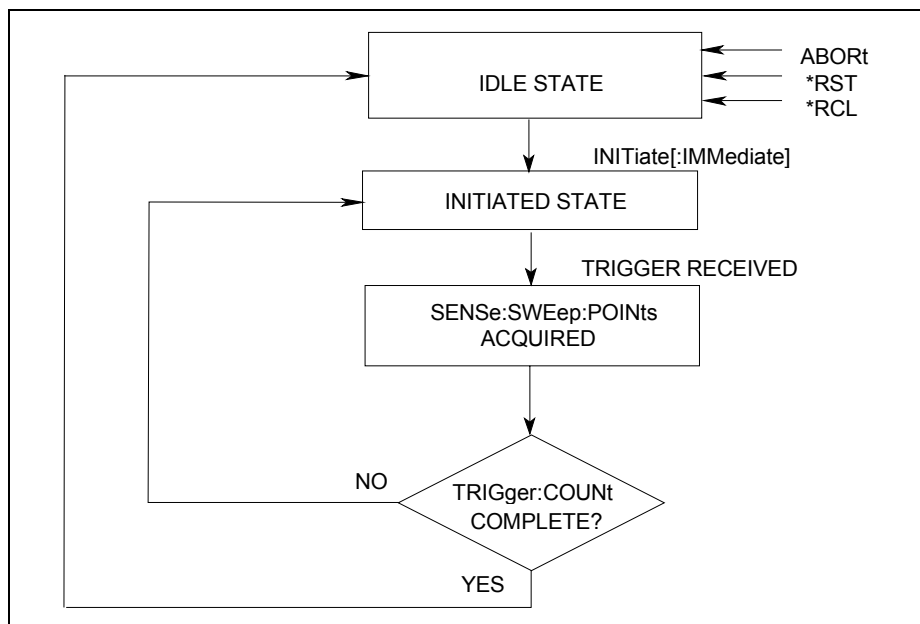 IDLE STATE
ABORt
*RST
*RCL
INITiate[:IMMediate]
INITIATED STATE
TRIGGER RECEIVED
SENSe:SWEep:POINts
ACQUIRED
NO
TRIGger:COUNt
COMPLETE?
YES